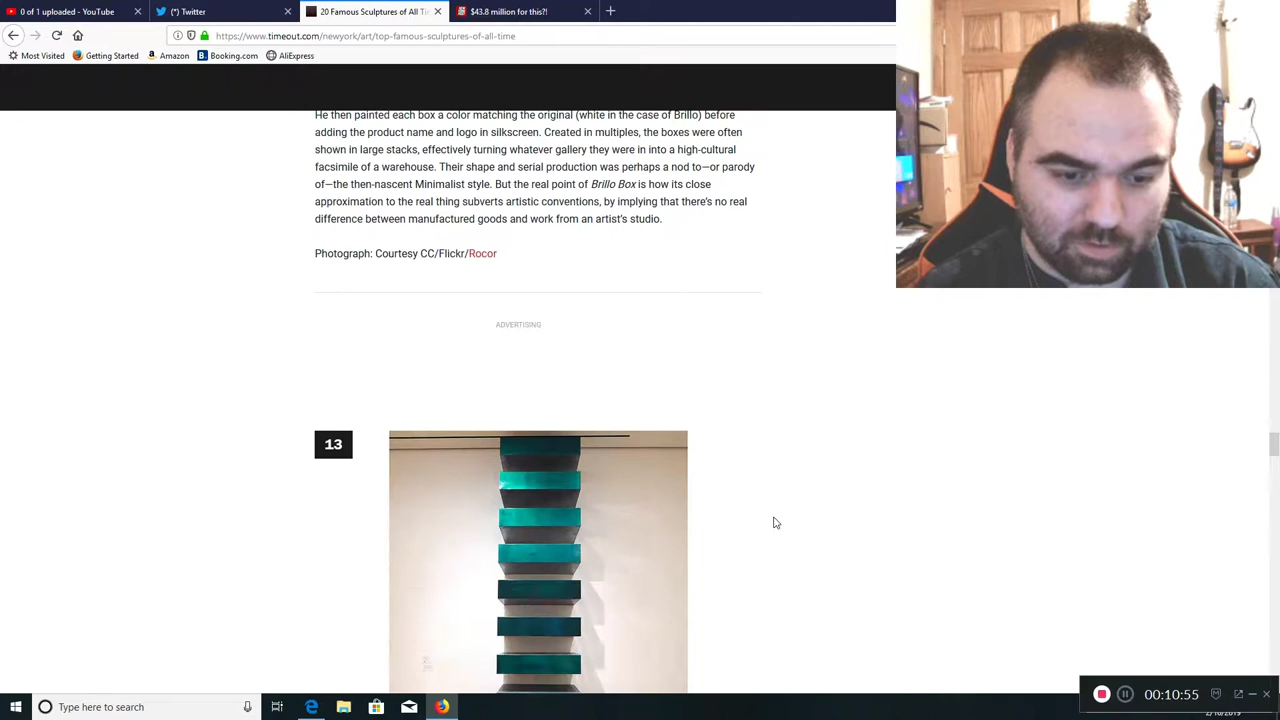 0 of 1 uploaded - YouTube
(*) Twitter
20 Famous Sculptures of All Tim
$43.8 million for this?!
https://www.timeout.com/newyork/art/top-famous-sculptures-of-all-time
Most Visited
Getting Started
Amazon
Booking.com
AliExpress
He then painted each box a color matching the original (white in the case of Brillo) before
adding the product name and logo in silkscreen. Created in multiples, the boxes were often
shown in large stacks, effectively turning whatever gallery they were in into a high-cultural
facsimile of a warehouse. Their shape and serial production was perhaps a nod to—or parody
of—the then-nascent Minimalist style. But the real point of Brillo Box is how its close
approximation to the real thing subverts artistic conventions, by implying that there's no real
difference between manufactured goods and work from an artist's studio.
Photograph: Courtesy CC/Flickr/Rocor
ADVERTISING
13
Type here to search
00:10:55